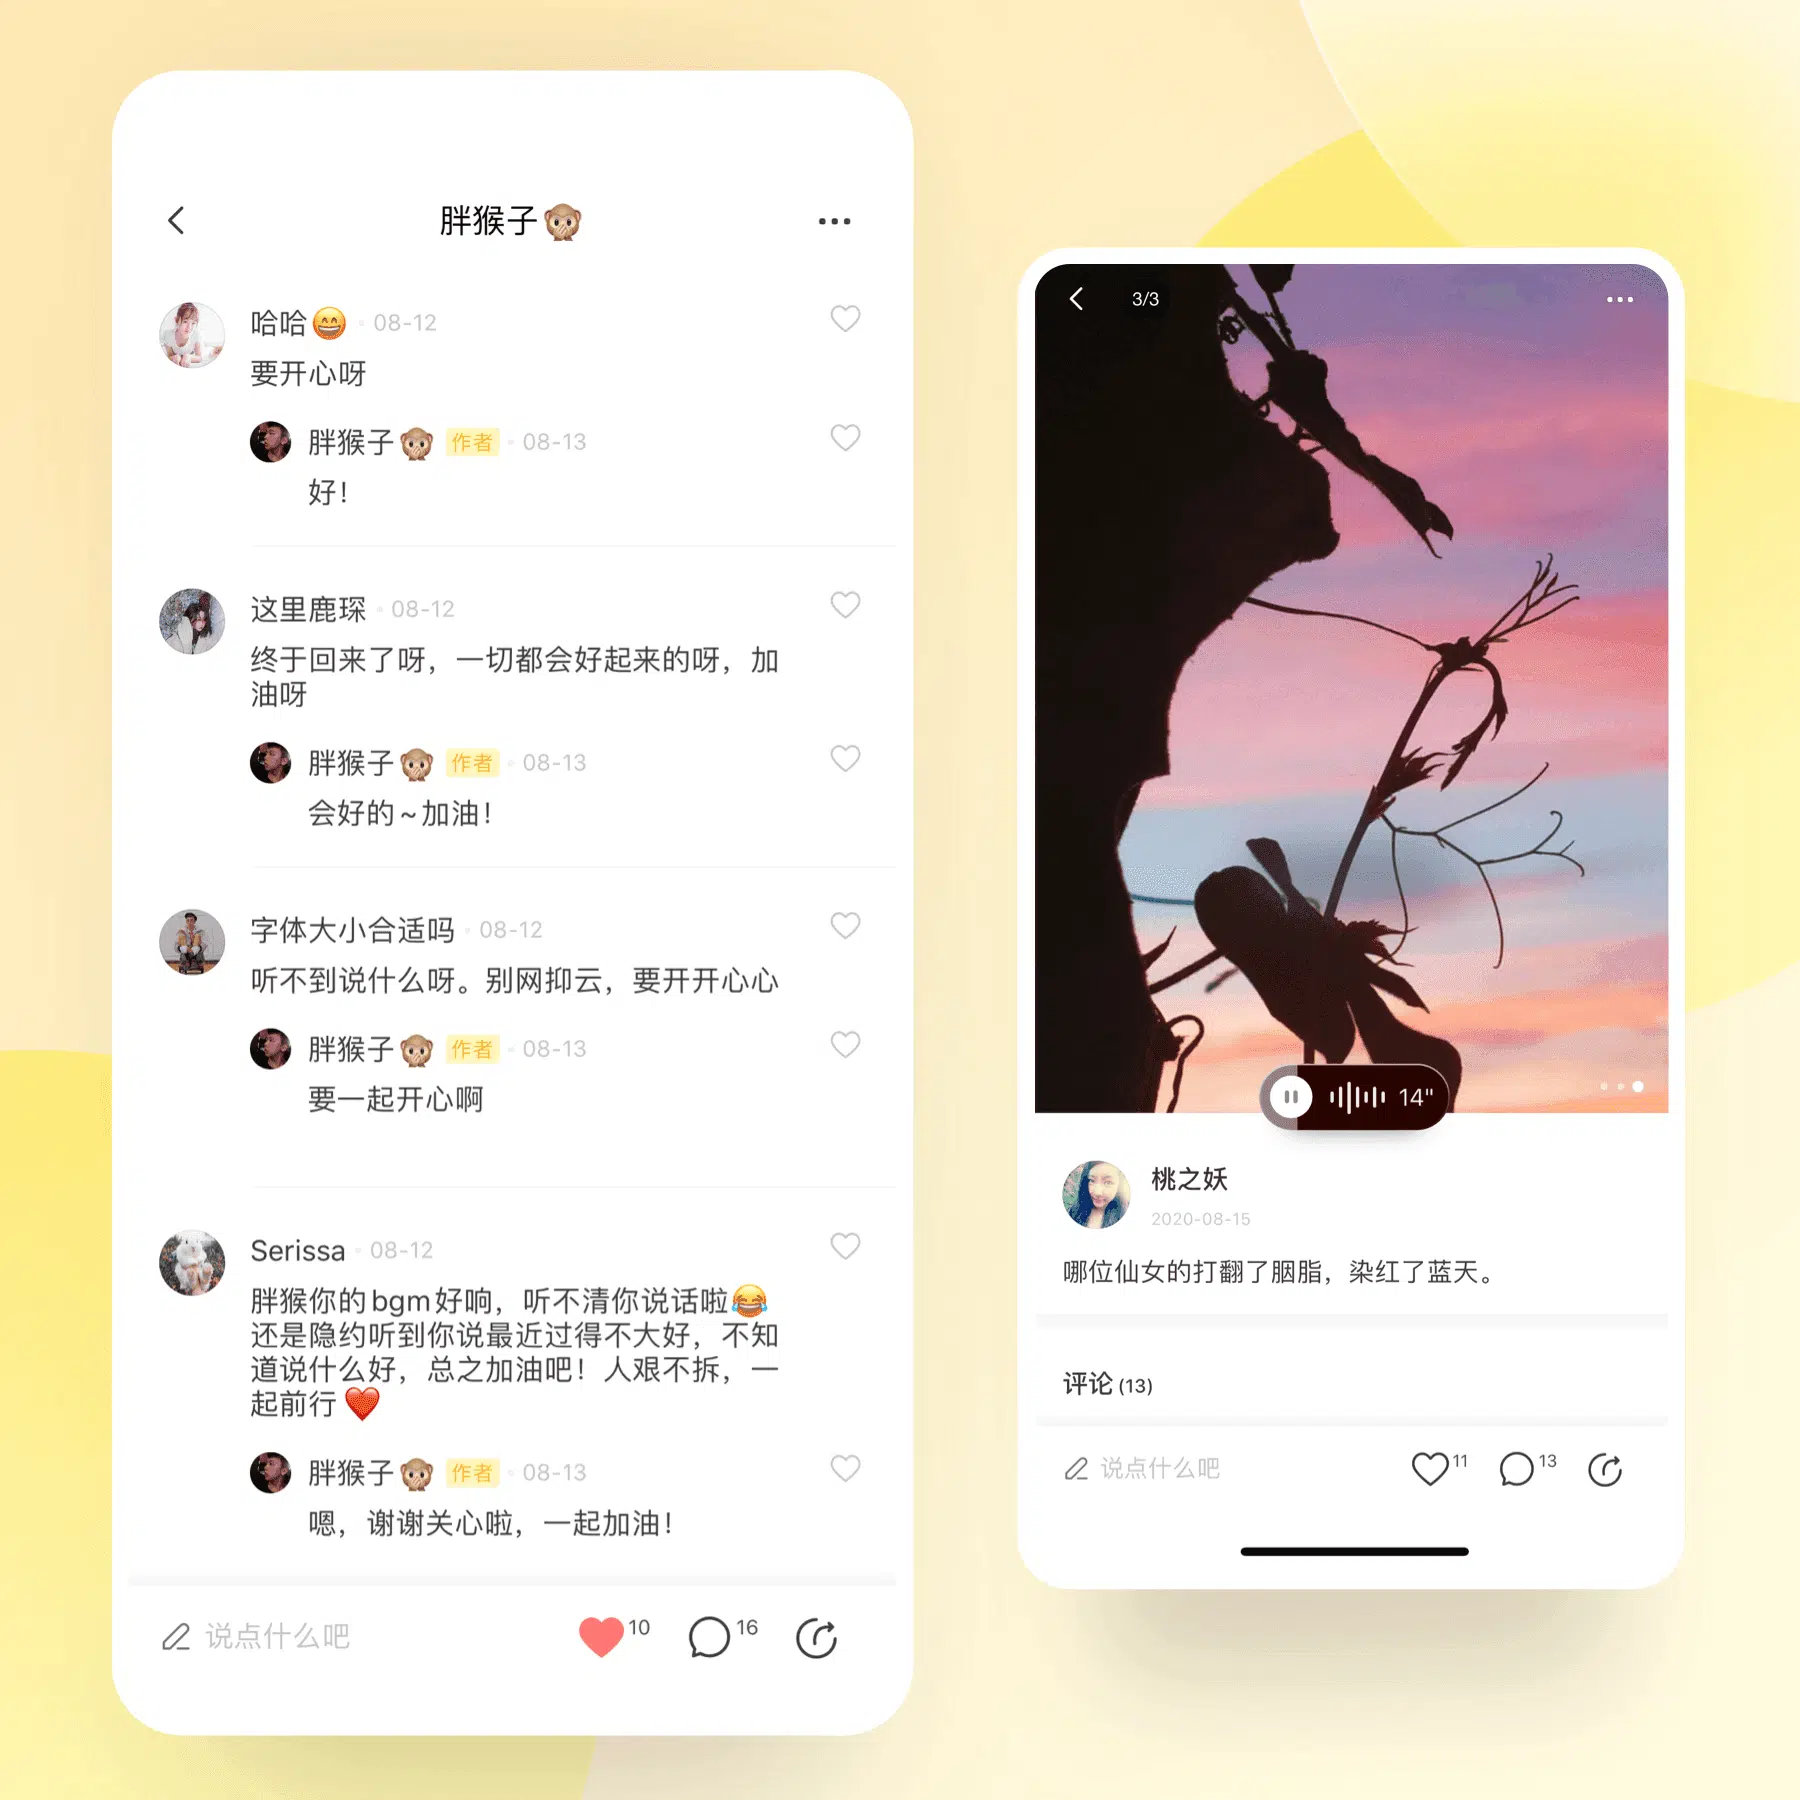 胖猴子🙊
哈哈😄 08-12
要开心呀
胖猴子🙊 作者 08-13
好！
这里鹿琛 08-12
终于回来了呀，一切都会好起来的呀，加
油呀
胖猴子🙊 作者 08-13
会好的~加油！
字体大小合适吗 08-12
听不到说什么呀。别网抑云，要开开心心
胖猴子🙊 作者 08-13
要一起开心啊
Serissa 08-12
胖猴你的bgm好响，听不清你说话啦😂
还是隐约听到你说最近过得不大好，不知
道说什么好，总之加油吧！人艰不拆，一
起前行❤️
胖猴子🙊 作者 08-13
嗯，谢谢关心啦，一起加油！
说点什么吧 10 16
3/3
14"
桃之妖
2020-08-15
哪位仙女的打翻了胭脂，染红了蓝天。
评论(13)
说点什么吧 11 13